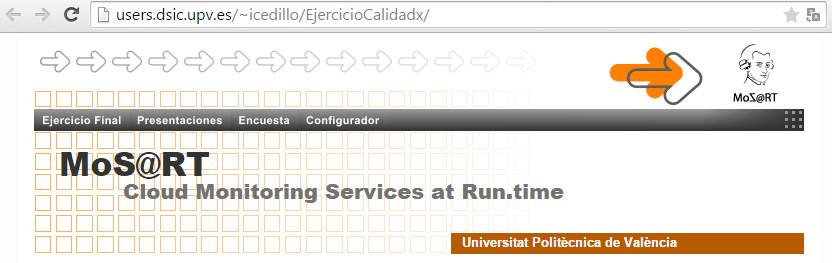 users.dsic.upv.es/~icedillo/EjercicioCalidadx/
MoS@RT
Ejercicio Final Presentaciones Encuesta Configurador
MoS@RT
Cloud Monitoring Services at Run.time
Universitat Politècnica de València